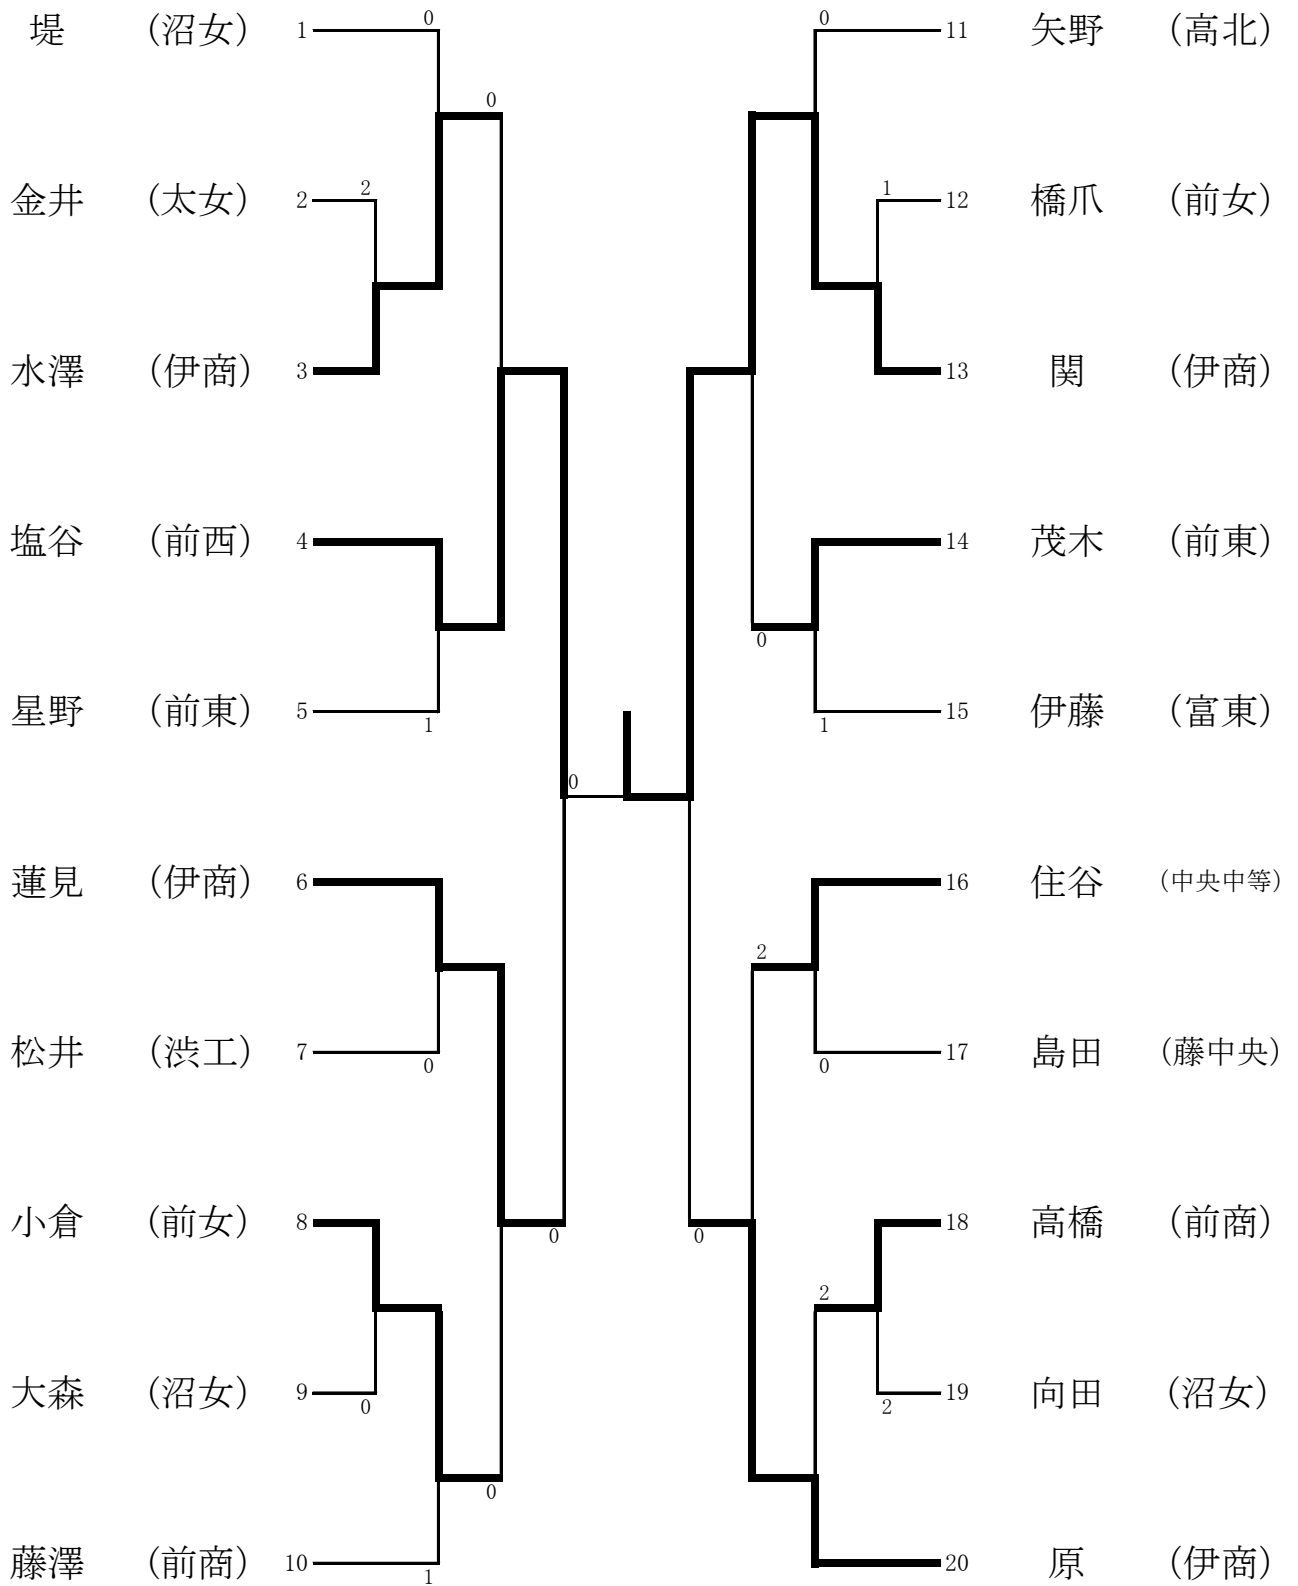 堤 (沼女) 1 0 0 11 矢野 (高北)
0
金井 (太女) 2 2 1 12 橋爪 (前女)
水澤 (伊商) 3 13 関 (伊商)
塩谷 (前西) 4 14 茂木 (前東)
0
星野 (前東) 5 1 1 15 伊藤 (富東)
0
蓮見 (伊商) 6 16 住谷 (中央中等)
2
松井 (渋工) 7 0 0 17 島田 (藤中央)
小倉 (前女) 8 0 0 18 高橋 (前商)
2
大森 (沼女) 9 0 2 19 向田 (沼女)
0
藤澤 (前商) 10 1 20 原 (伊商)